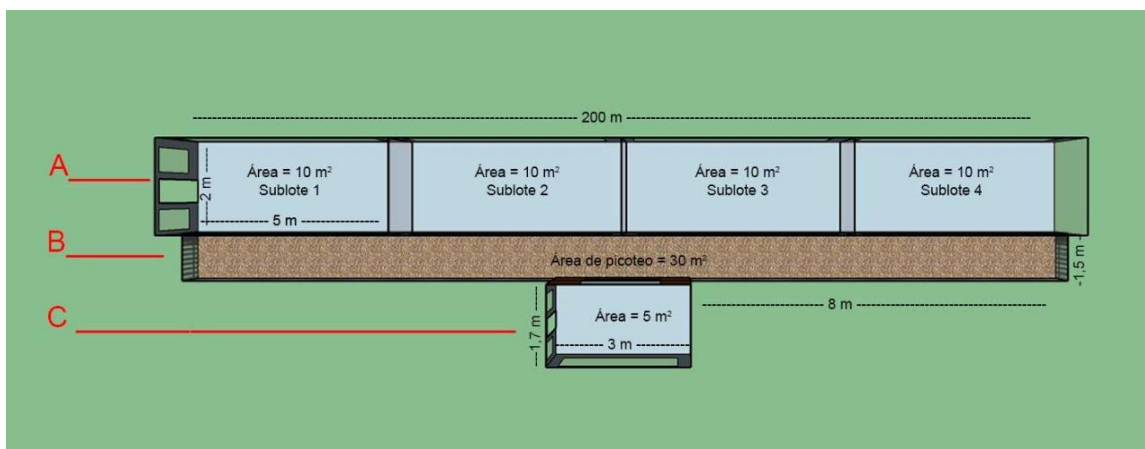 200 m
A
Área = 10 m²
Sublote 1
Área = 10 m²
Sublote 2
Área = 10 m²
Sublote 3
Área = 10 m²
Sublote 4
2 m
5 m
B
Área de picoteo = 30 m²
1,5 m
C
1,7 m
Área = 5 m²
3 m
8 m